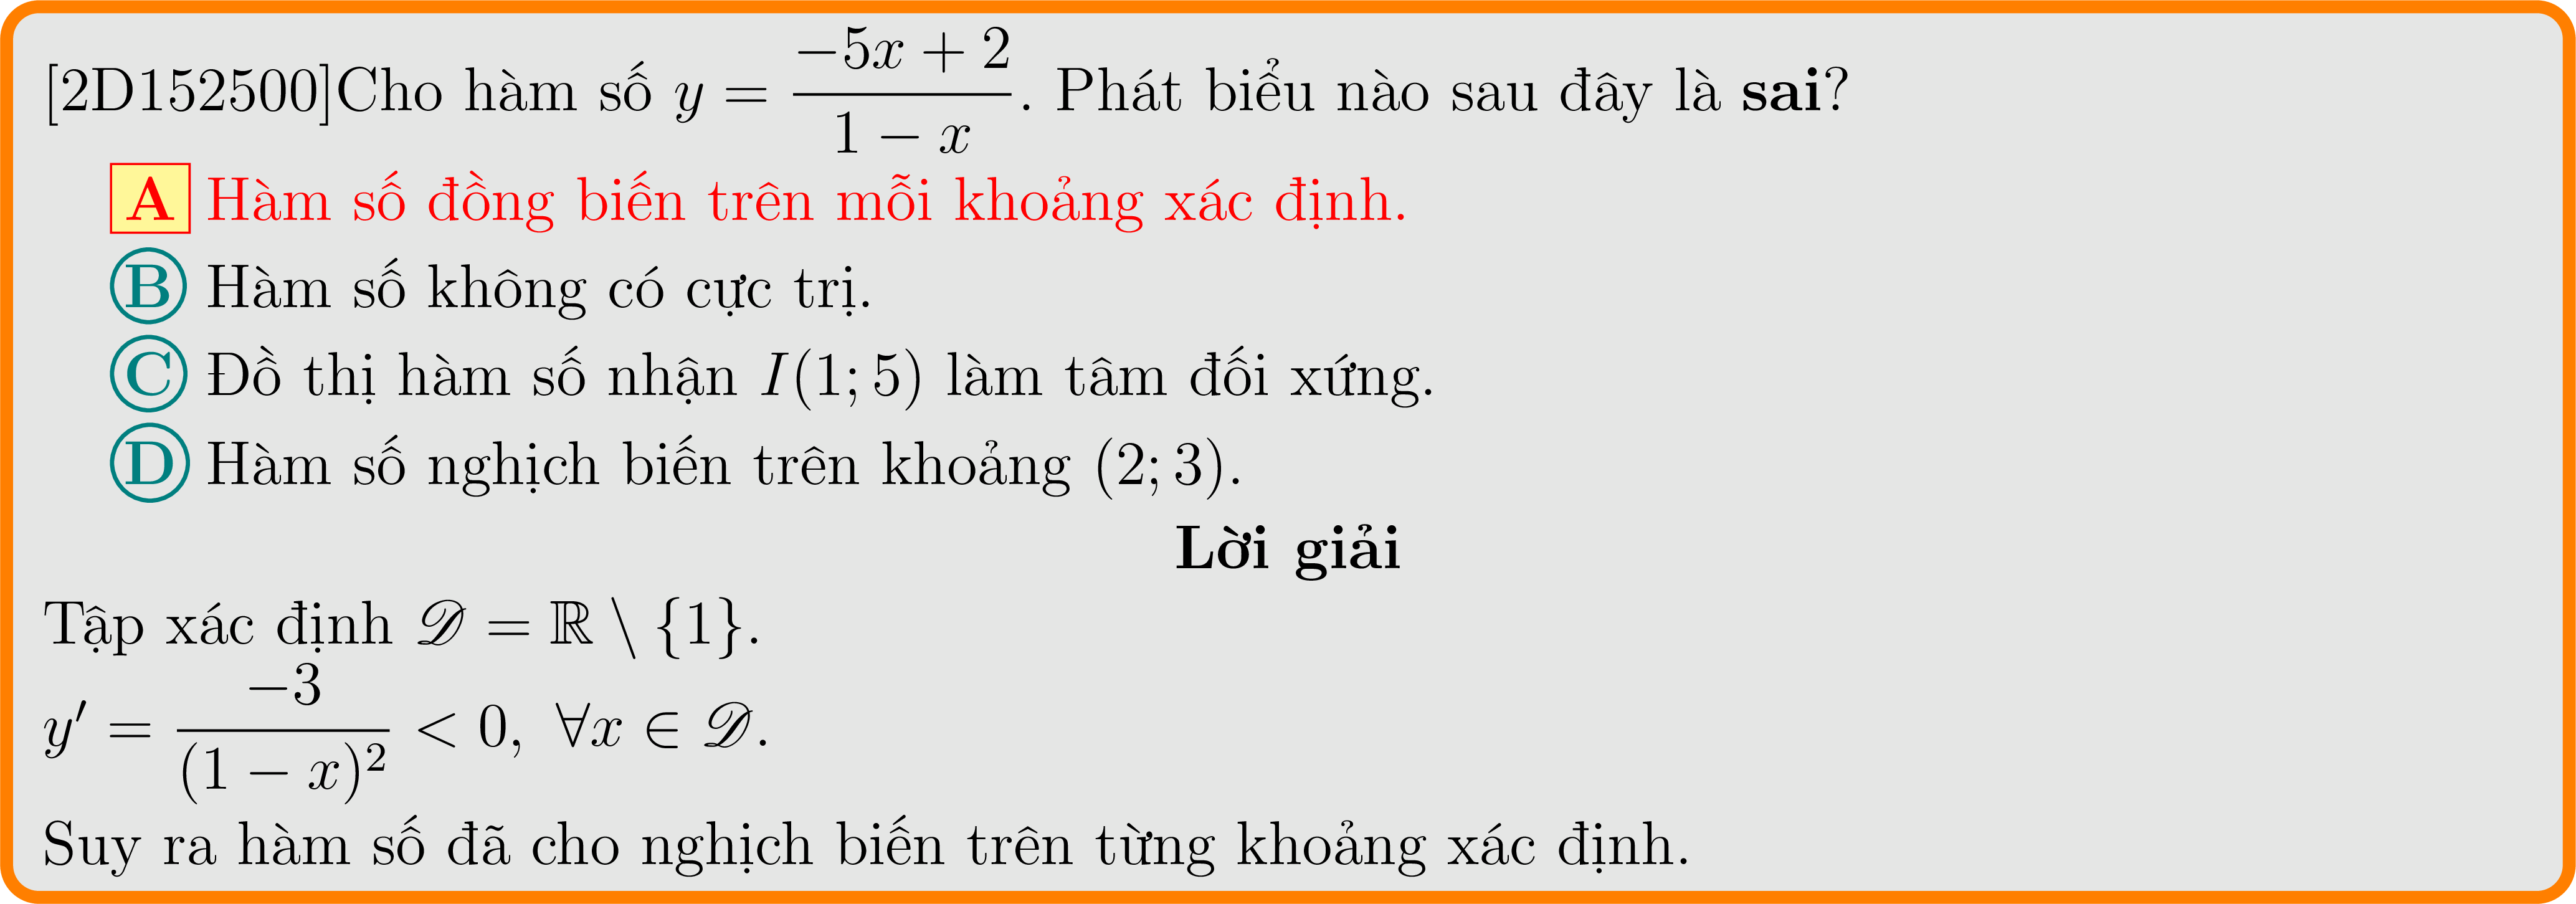 [2D152500]Cho hàm số $y = \dfrac{-5x+2}{1-x}$. Phát biểu nào sau đây là sai?
A Hàm số đồng biến trên mỗi khoảng xác định.
B Hàm số không có cực trị.
C Đồ thị hàm số nhận $I(1;5)$ làm tâm đối xứng.
D Hàm số nghịch biến trên khoảng $(2;3)$.
Lời giải
Tập xác định $\mathscr{D} = \mathbb{R} \setminus \{1\}$.
$y' = \dfrac{-3}{(1-x)^2} < 0,\ \forall x \in \mathscr{D}$.
Suy ra hàm số đã cho nghịch biến trên từng khoảng xác định.